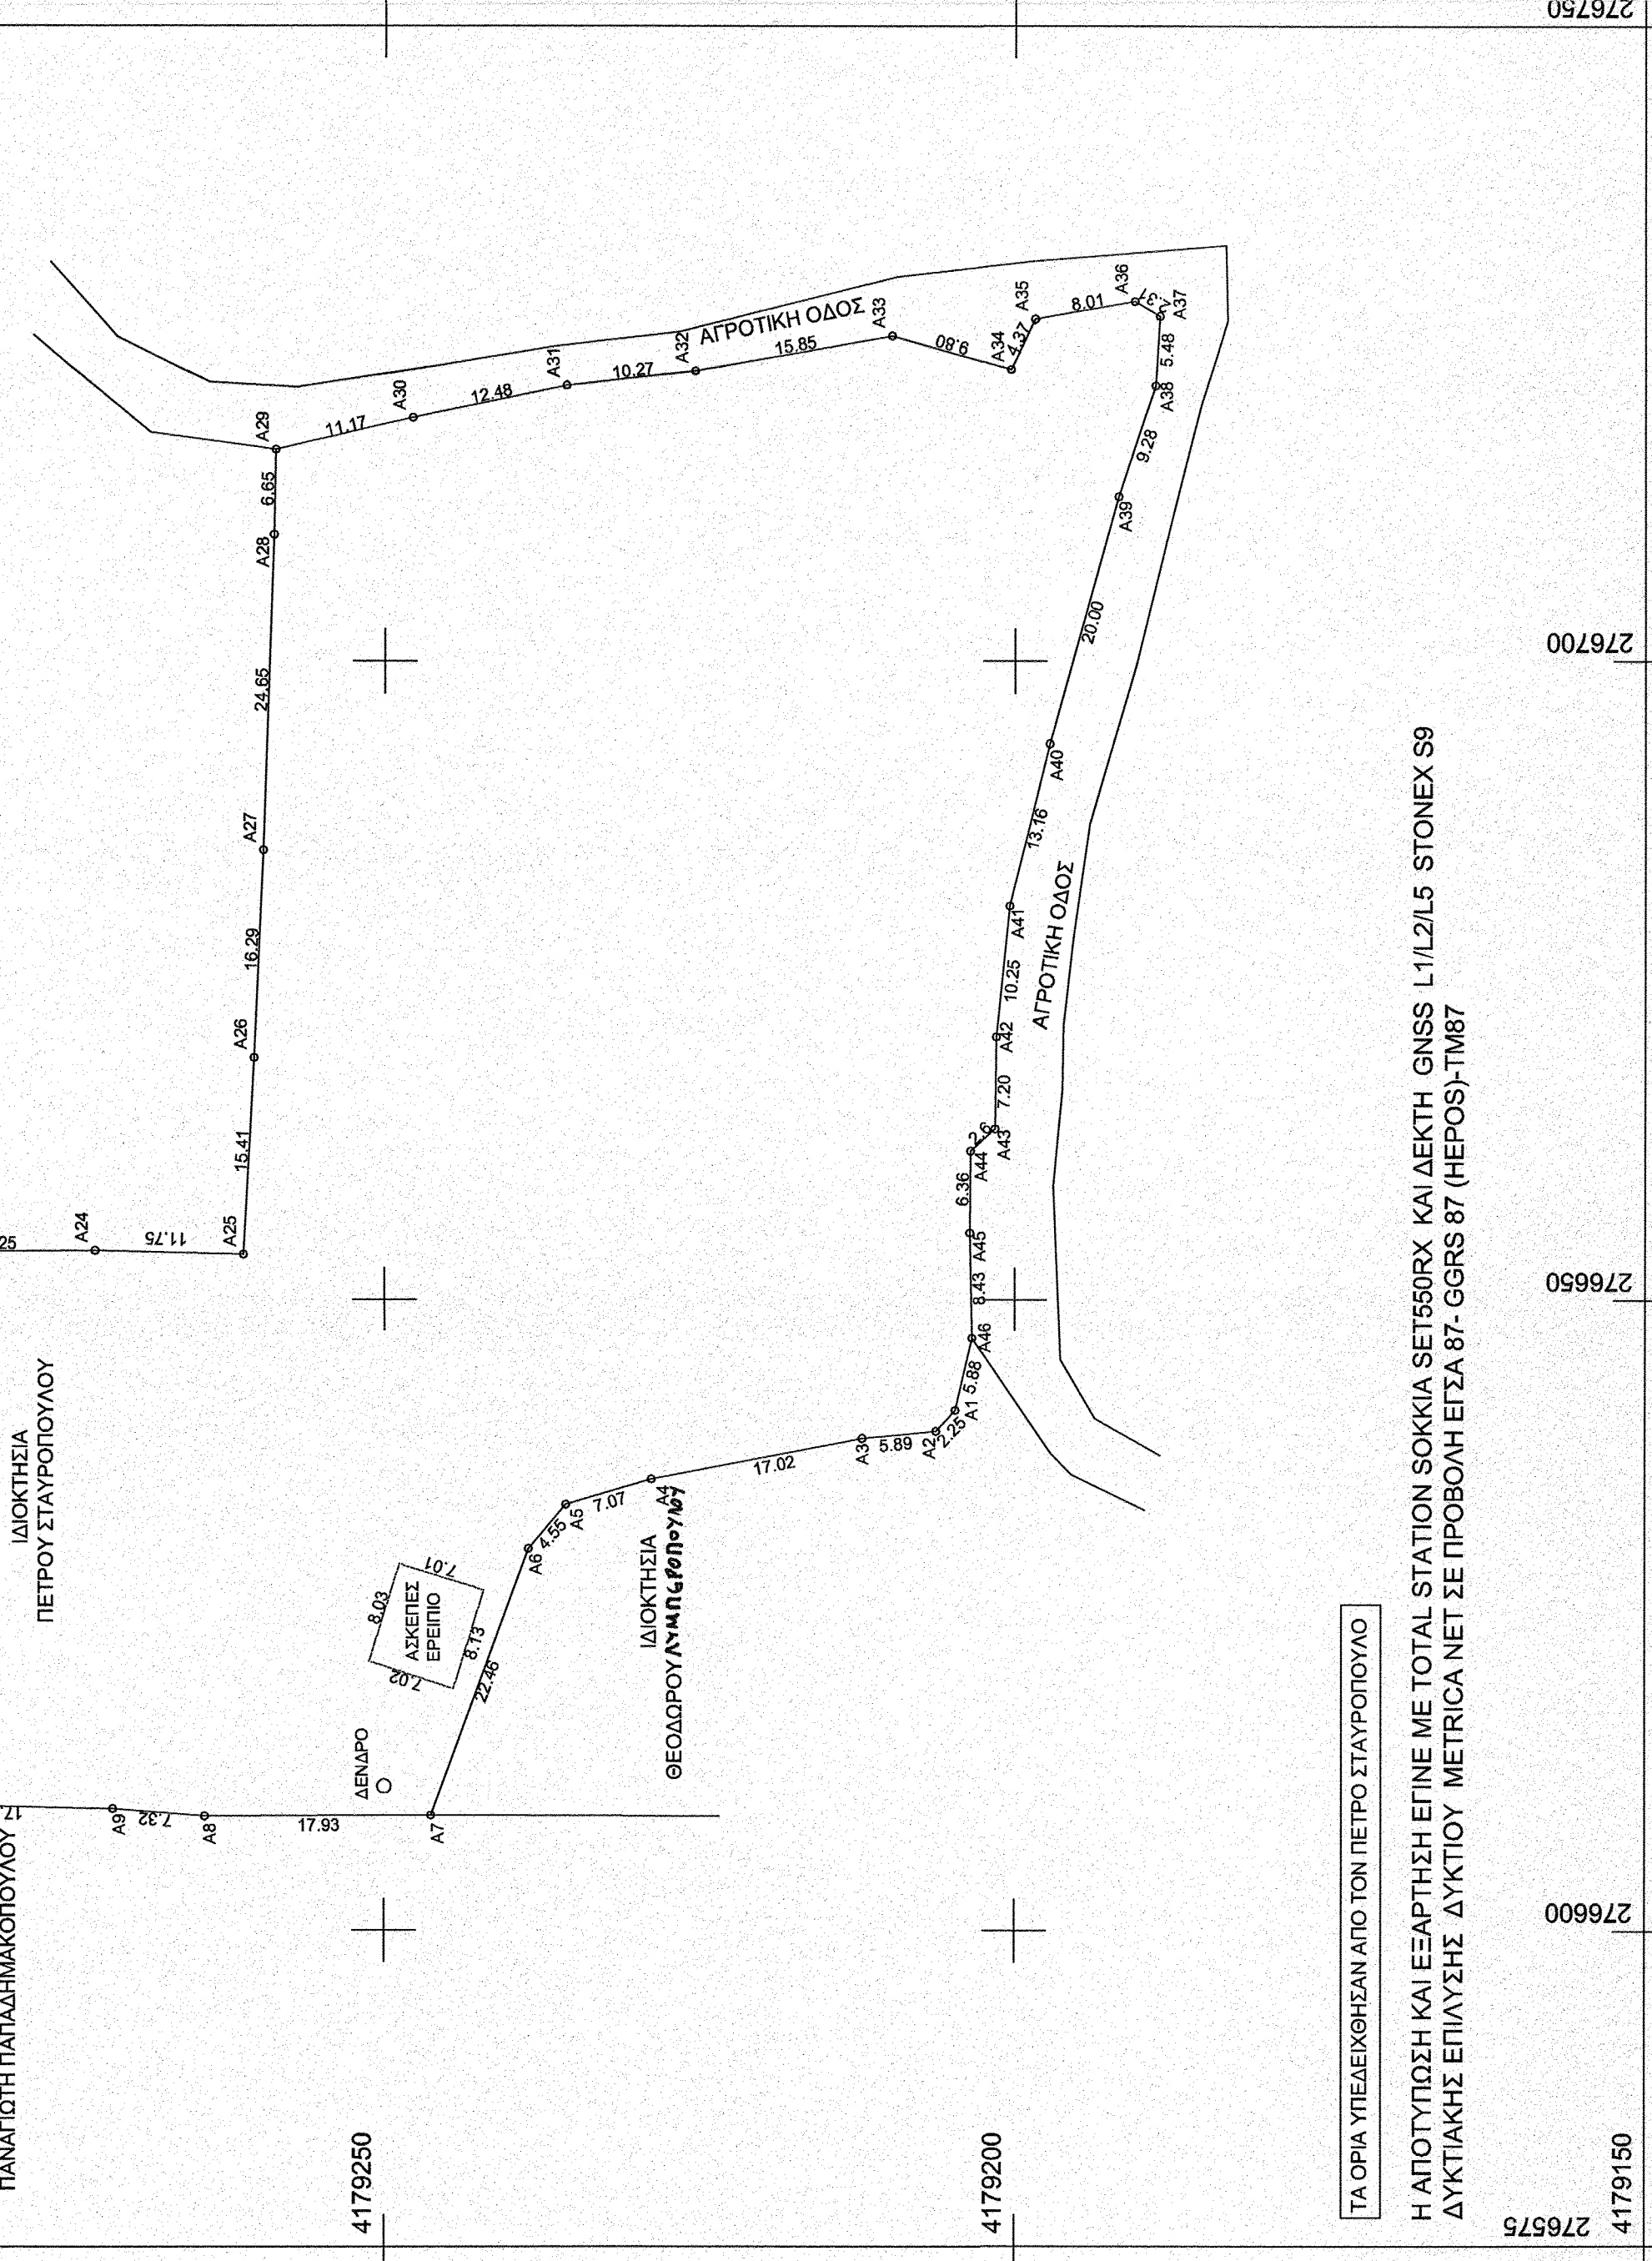 ΠΑΝΑΓΙΩΤΗ ΠΑΠΑΔΗΜΑΚΟΠΟΥΛΟΥ
17.
A9
7.32
A8
17.93
A7
ΔΕΝΔΡΟ
ΙΔΙΟΚΤΗΣΙΑ
ΠΕΤΡΟΥ ΣΤΑΥΡΟΠΟΥΛΟΥ
25
A24
11.75
A25
15.41
A26
16.29
A27
24.65
A28
6.65
A29
11.17
A30
12.48
A31
10.27
A32
ΑΓΡΟΤΙΚΗ ΟΔΟΣ
15.85
A33
9.80
A34
4.37
A35
8.01
A36
A37
5.48
A38
9.28
A39
20.00
A40
13.16
A41
10.25
A42
7.20
A43
2.6
A44
6.36
A45
8.43
A46
5.88
A1
2.25
A2
5.89
A3
17.02
A4
7.07
A5
4.55
A6
22.46
ΑΣΚΕΠΕΣ
ΕΡΕΙΠΙΟ
8.03
7.01
8.13
7.02
ΙΔΙΟΚΤΗΣΙΑ
ΘΕΟΔΩΡΟΥ ΛΥΜΠΕΡΟΠΟΥΛΟΥ
ΑΓΡΟΤΙΚΗ ΟΔΟΣ
4179250
4179200
4179150
276575
276600
276650
276700
276750
ΤΑ ΟΡΙΑ ΥΠΕΔΕΙΧΘΗΣΑΝ ΑΠΟ ΤΟΝ ΠΕΤΡΟ ΣΤΑΥΡΟΠΟΥΛΟ
Η ΑΠΟΤΥΠΩΣΗ ΚΑΙ ΕΞΑΡΤΗΣΗ ΕΓΙΝΕ ΜΕ TOTAL STATION SOKKIA SET550RX ΚΑΙ ΔΕΚΤΗ GNSS L1/L2/L5 STONEX S9
ΔΥΚΤΙΑΚΗΣ ΕΠΙΛΥΣΗΣ ΔΥΚΤΙΟΥ METRICA NET ΣΕ ΠΡΟΒΟΛΗ ΕΓΣΑ 87- GGRS 87 (HEPOS)-TM87